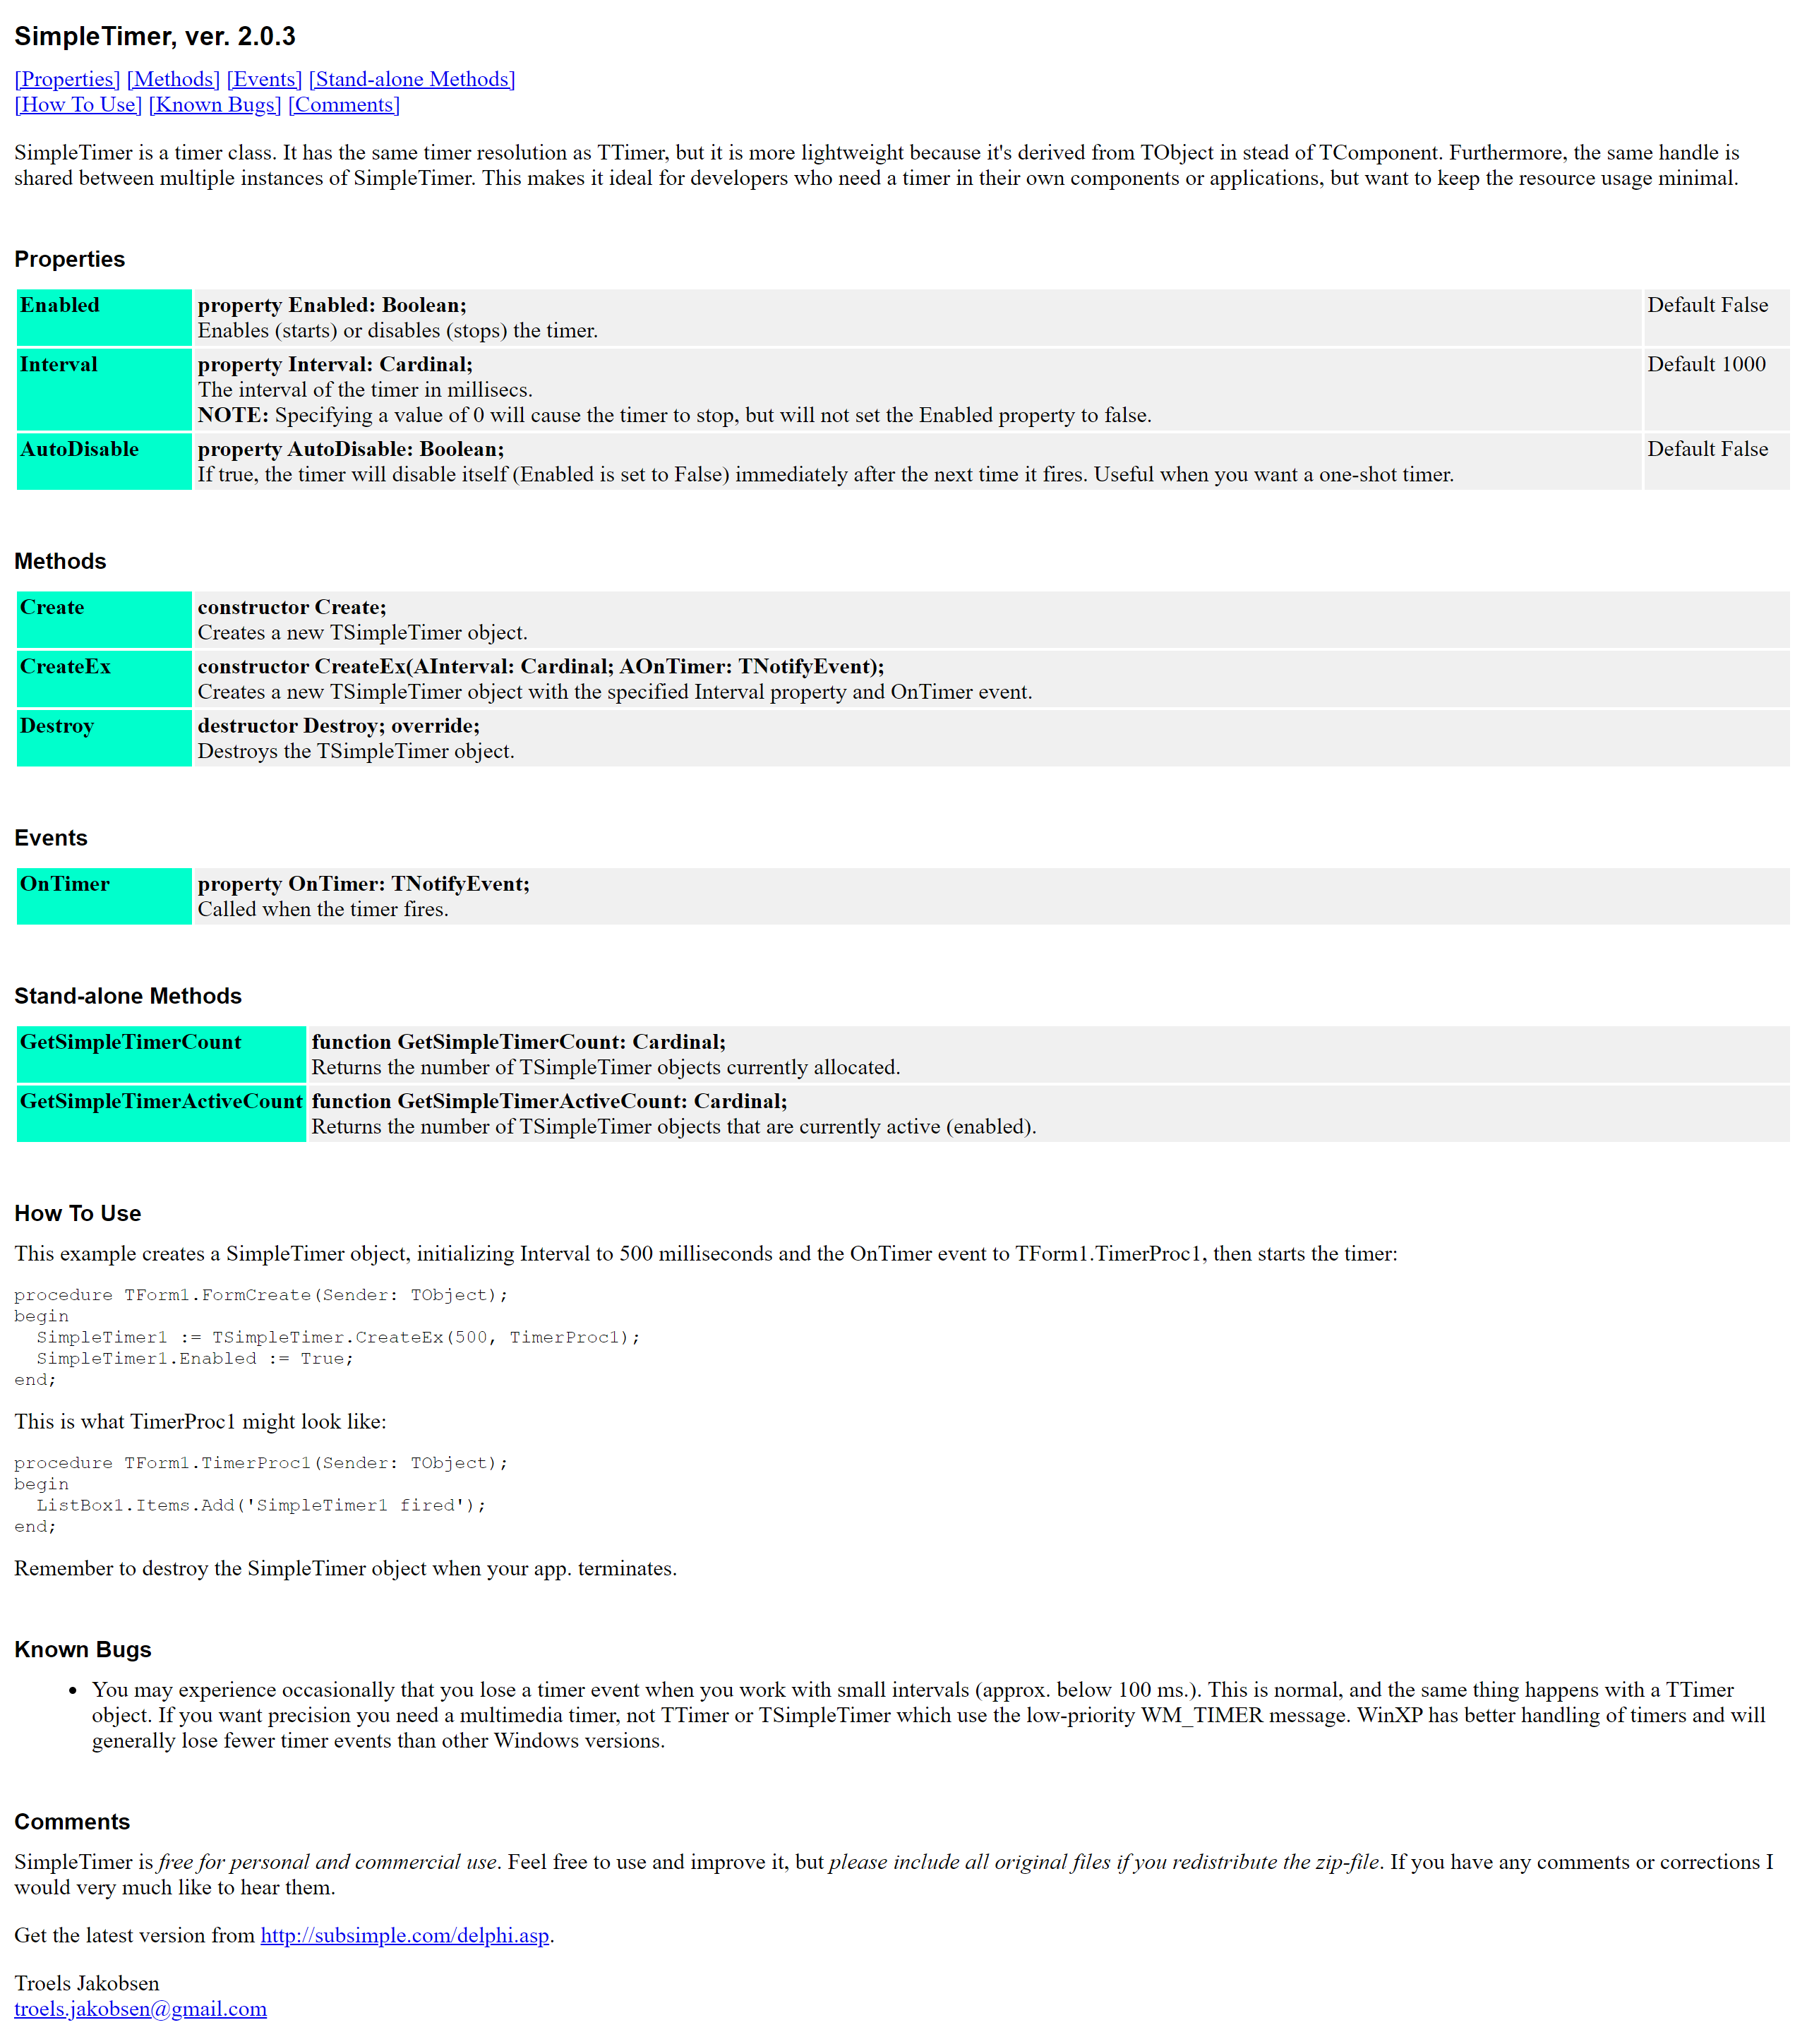 SimpleTimer, ver. 2.0.3
[Properties] [Methods] [Events] [Stand-alone Methods]
[How To Use] [Known Bugs] [Comments]
SimpleTimer is a timer class. It has the same timer resolution as TTimer, but it is more lightweight because it's derived from TObject in stead of TComponent. Furthermore, the same handle is
shared between multiple instances of SimpleTimer. This makes it ideal for developers who need a timer in their own components or applications, but want to keep the resource usage minimal.
Properties
Enabled property Enabled: Boolean; Default False
Enables (starts) or disables (stops) the timer.
Interval property Interval: Cardinal; Default 1000
The interval of the timer in millisecs.
NOTE: Specifying a value of 0 will cause the timer to stop, but will not set the Enabled property to false.
AutoDisable property AutoDisable: Boolean; Default False
If true, the timer will disable itself (Enabled is set to False) immediately after the next time it fires. Useful when you want a one-shot timer.
Methods
Create constructor Create;
Creates a new TSimpleTimer object.
CreateEx constructor CreateEx(AInterval: Cardinal; AOnTimer: TNotifyEvent);
Creates a new TSimpleTimer object with the specified Interval property and OnTimer event.
Destroy destructor Destroy; override;
Destroys the TSimpleTimer object.
Events
OnTimer property OnTimer: TNotifyEvent;
Called when the timer fires.
Stand-alone Methods
GetSimpleTimerCount function GetSimpleTimerCount: Cardinal;
Returns the number of TSimpleTimer objects currently allocated.
GetSimpleTimerActiveCount function GetSimpleTimerActiveCount: Cardinal;
Returns the number of TSimpleTimer objects that are currently active (enabled).
How To Use
This example creates a SimpleTimer object, initializing Interval to 500 milliseconds and the OnTimer event to TForm1.TimerProc1, then starts the timer:
procedure TForm1.FormCreate(Sender: TObject);
begin
  SimpleTimer1 := TSimpleTimer.CreateEx(500, TimerProc1);
  SimpleTimer1.Enabled := True;
end;
This is what TimerProc1 might look like:
procedure TForm1.TimerProc1(Sender: TObject);
begin
  ListBox1.Items.Add('SimpleTimer1 fired');
end;
Remember to destroy the SimpleTimer object when your app. terminates.
Known Bugs
• You may experience occasionally that you lose a timer event when you work with small intervals (approx. below 100 ms.). This is normal, and the same thing happens with a TTimer
object. If you want precision you need a multimedia timer, not TTimer or TSimpleTimer which use the low-priority WM_TIMER message. WinXP has better handling of timers and will
generally lose fewer timer events than other Windows versions.
Comments
SimpleTimer is free for personal and commercial use. Feel free to use and improve it, but please include all original files if you redistribute the zip-file. If you have any comments or corrections I
would very much like to hear them.
Get the latest version from http://subsimple.com/delphi.asp.
Troels Jakobsen
troels.jakobsen@gmail.com